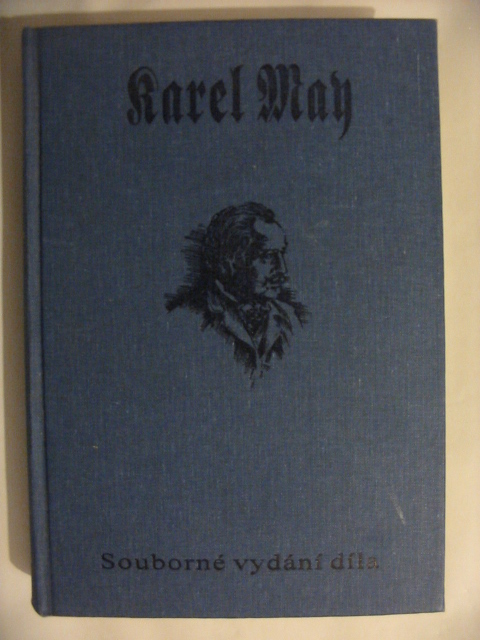 Karel May
Souborné vydání díla